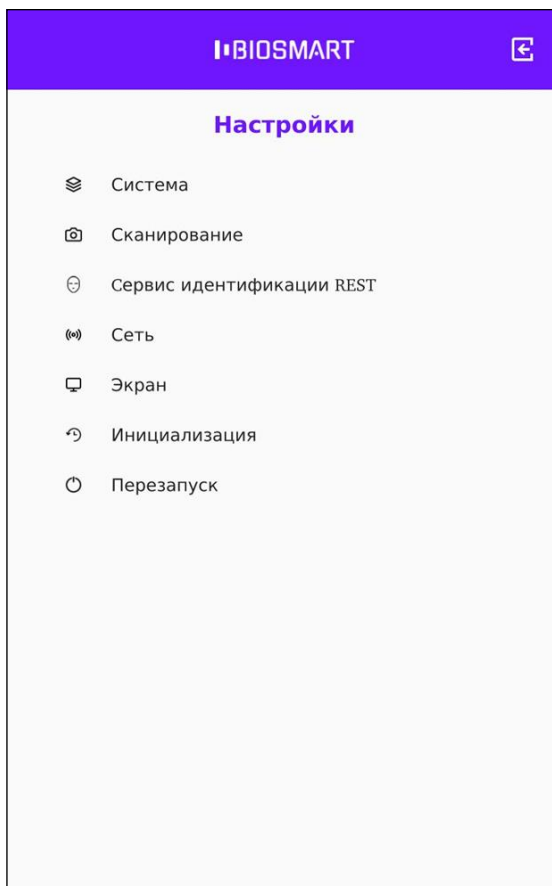 BIOSMART
Настройки
Система
Сканирование
Сервис идентификации REST
Сеть
Экран
Инициализация
Перезапуск